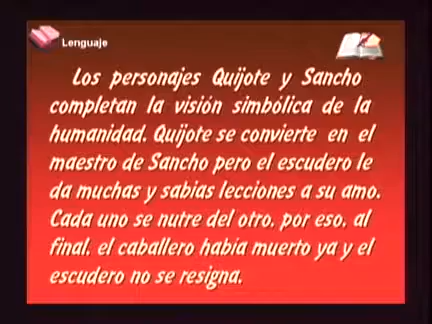 Lenguaje
Los personajes Quijote y Sancho
completan la visión simbólica de la
humanidad. Quijote se convierte en el
maestro de Sancho pero el escudero le
da muchas y sabias lecciones a su amo.
Cada uno se nutre del otro, por eso, al
final, el caballero había muerto ya y el
escudero no se resigna.